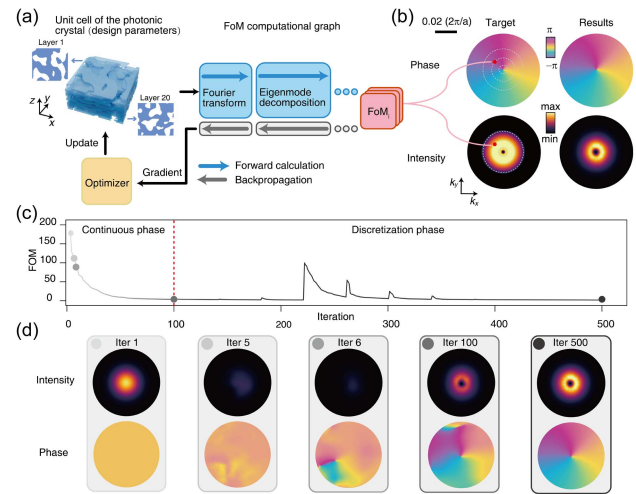 (a)
Unit cell of the photonic
crystal (design parameters)
Layer 1
Layer 20
z
y
x
Update
Optimizer
Gradient
FoM computational graph
Fourier
transform
Eigenmode
decomposition
FoMi
Forward calculation
Backpropagation
(b)
0.02 (2π/a)
Target
π
-π
Results
Phase
max
min
Intensity
ky
kx
(c)
FOM
200
150
100
50
0
Continuous phase
Discretization phase
0
100
200
300
400
500
Iteration
(d)
Iter 1
Iter 5
Iter 6
Iter 100
Iter 500
Intensity
Phase